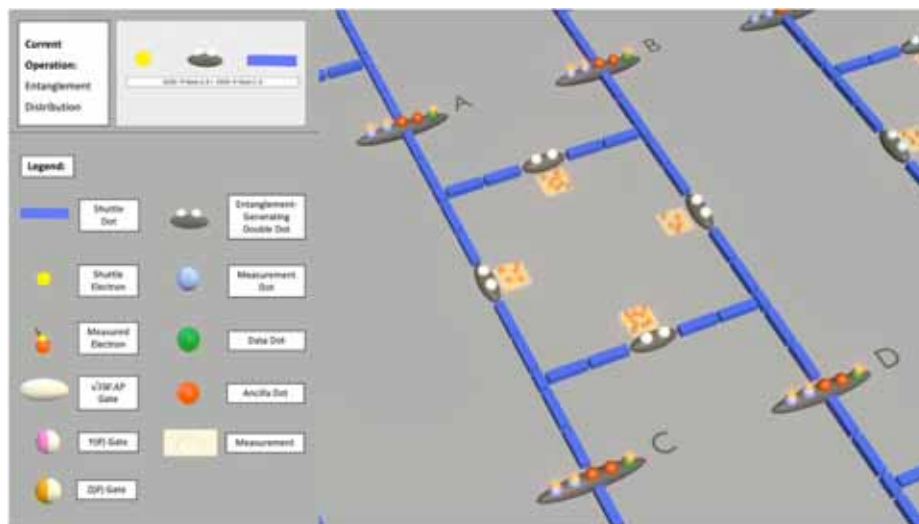 Current
Operation:
Entanglement
Distribution
Legend:
Shuttle
Dot
Entanglement-
Generating
Double Dot
Shuttle
Electron
Measurement
Dot
Measured
Electron
Data Dot
√SWAP
Gate
Ancilla Dot
Y(θ) Gate
Measurement
Z(θ) Gate
A
B
C
D